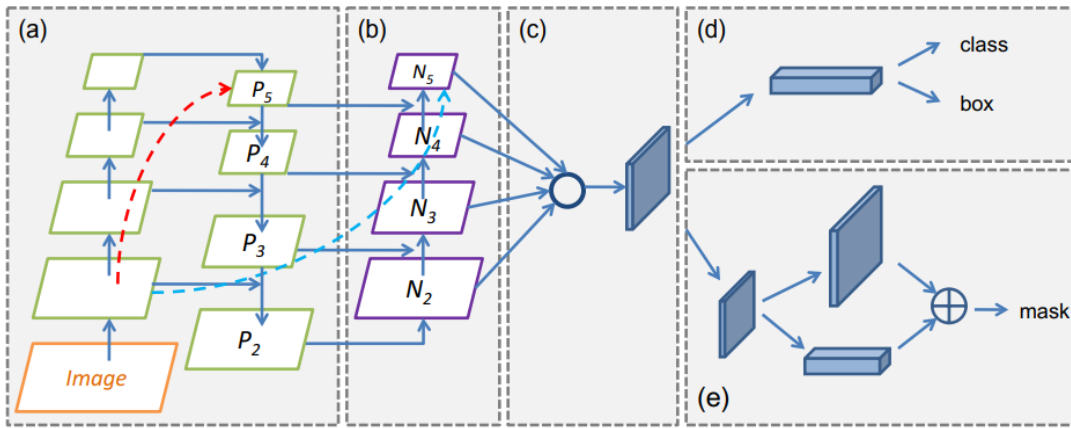 (a)
P5
P4
P3
P2
Image
(b)
N5
N4
N3
N2
(c)
(d)
class
box
(e)
mask